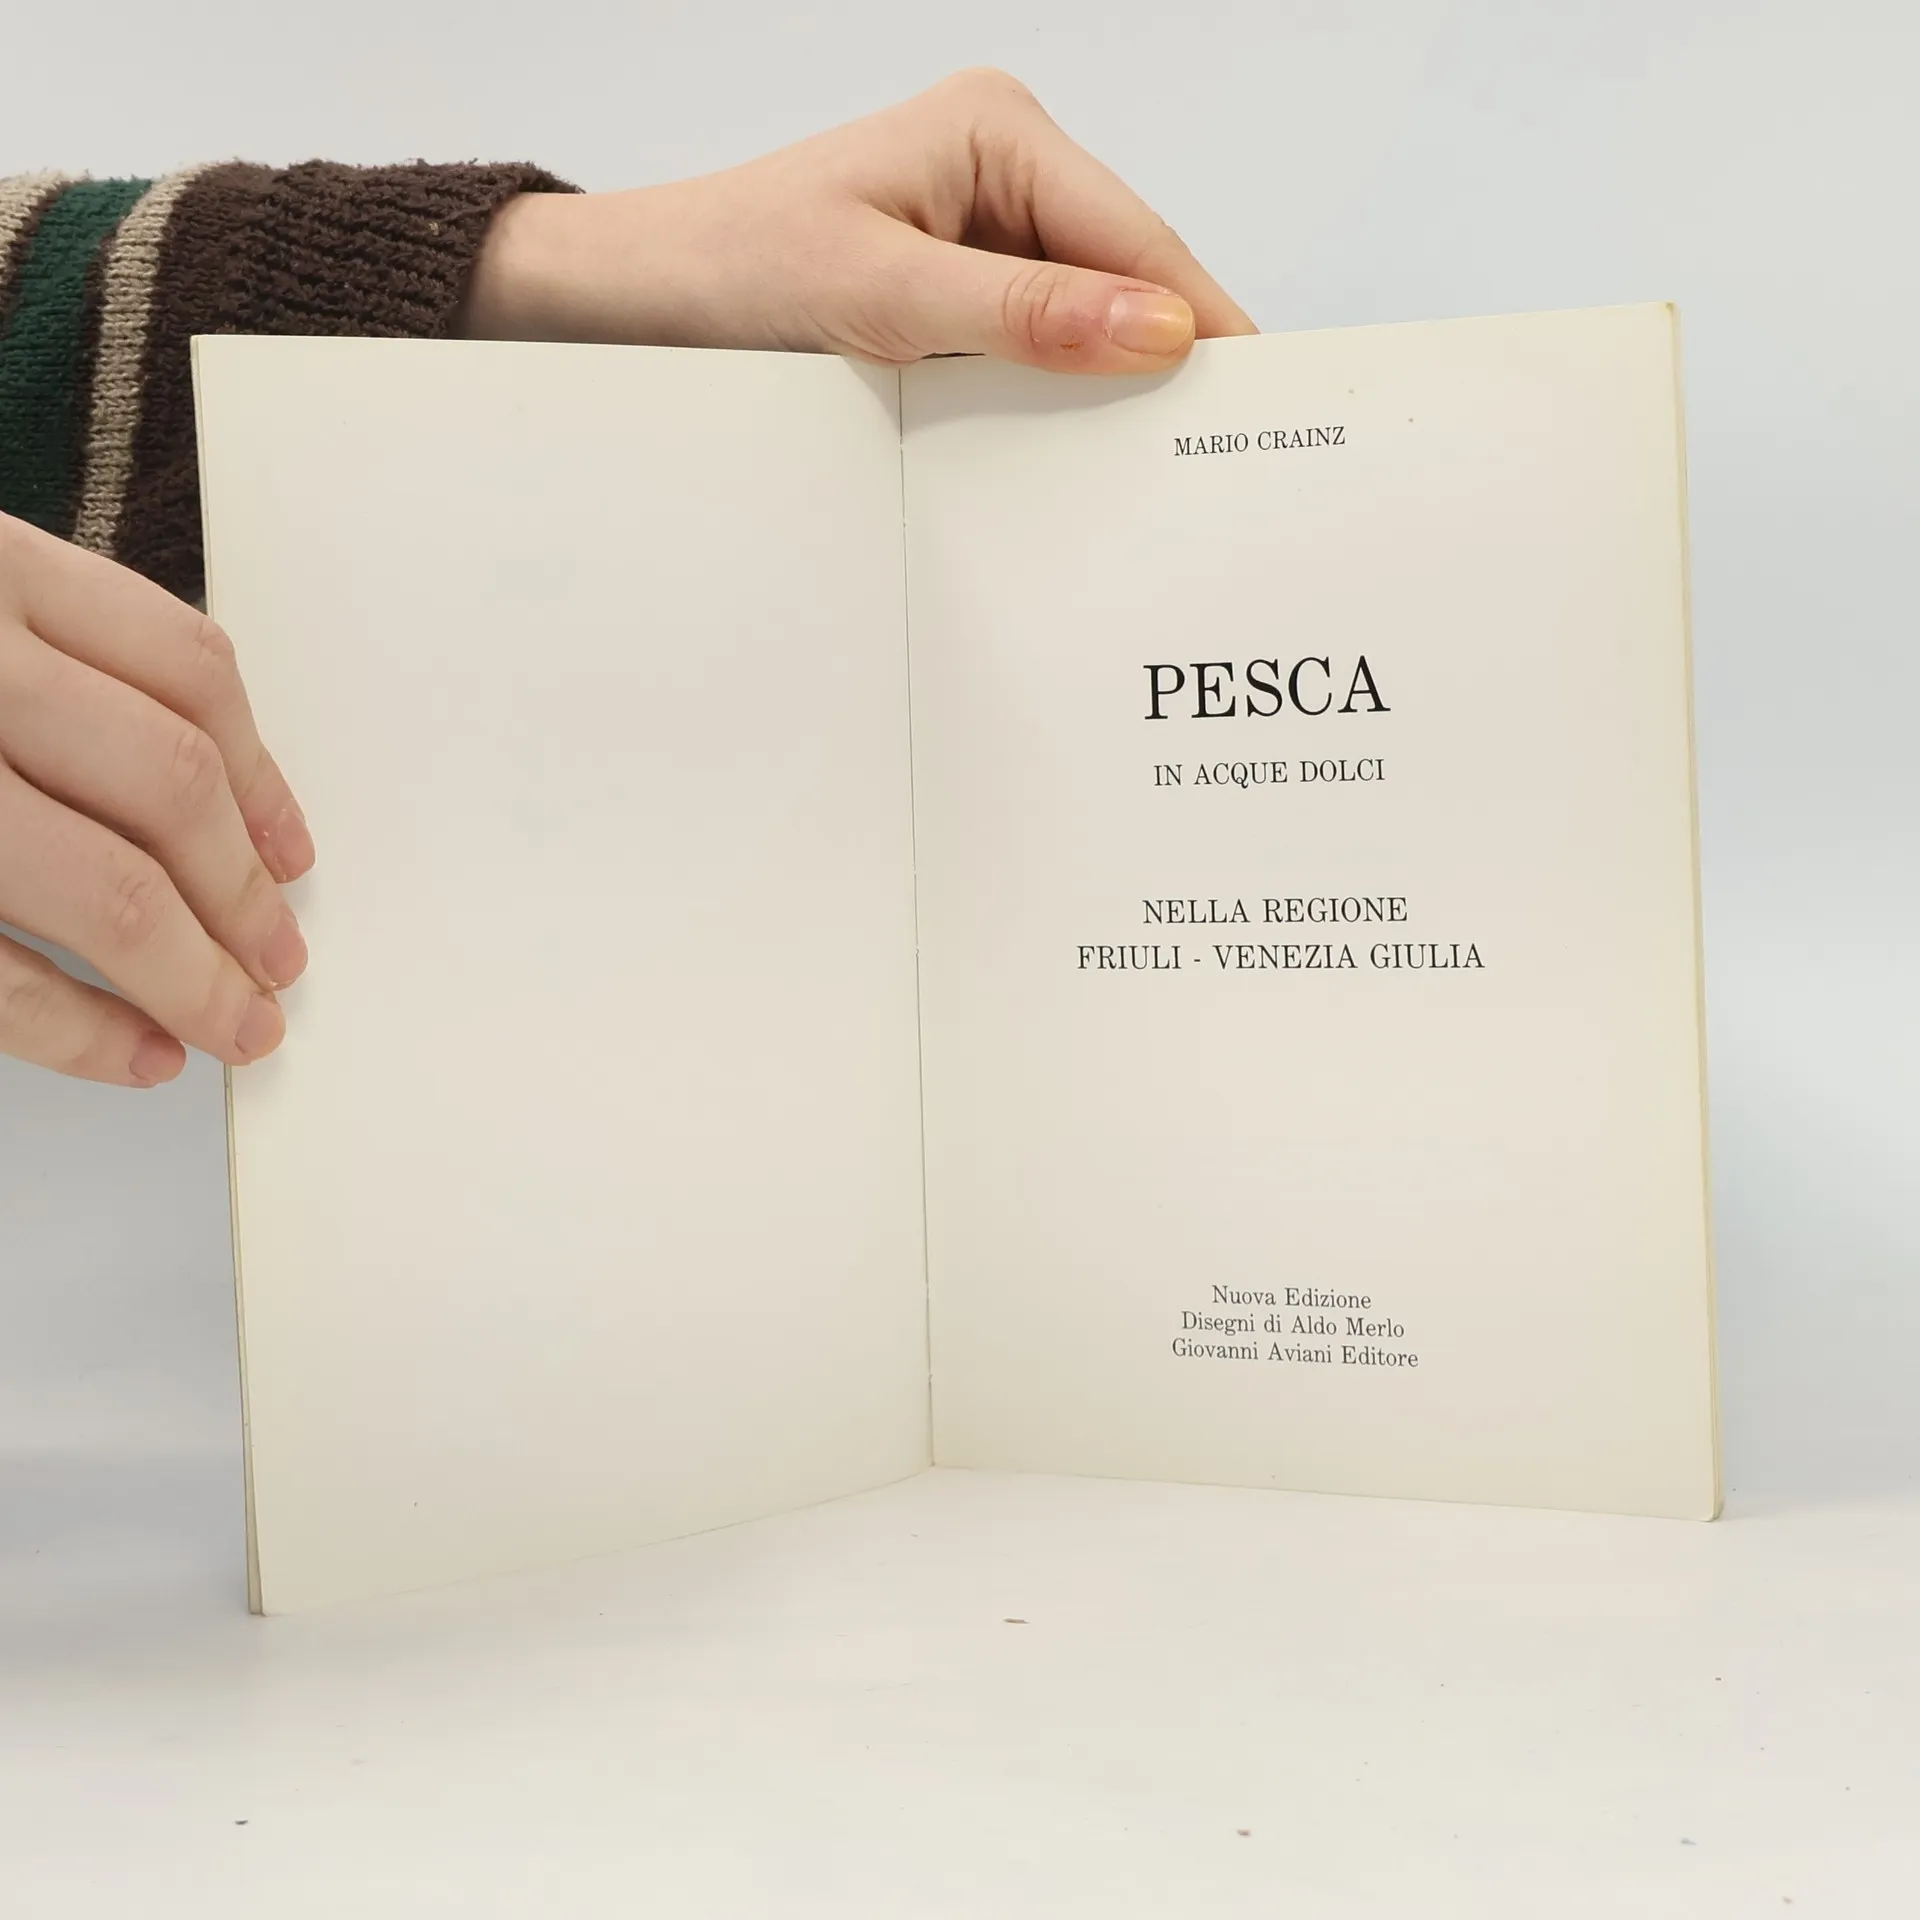 MARIO CRAINZ
PESCA
IN ACQUE DOLCI
NELLA REGIONE
FRIULI - VENEZIA GIULIA
Nuova Edizione
Disegni di Aldo Merlo
Giovanni Aviani Editore